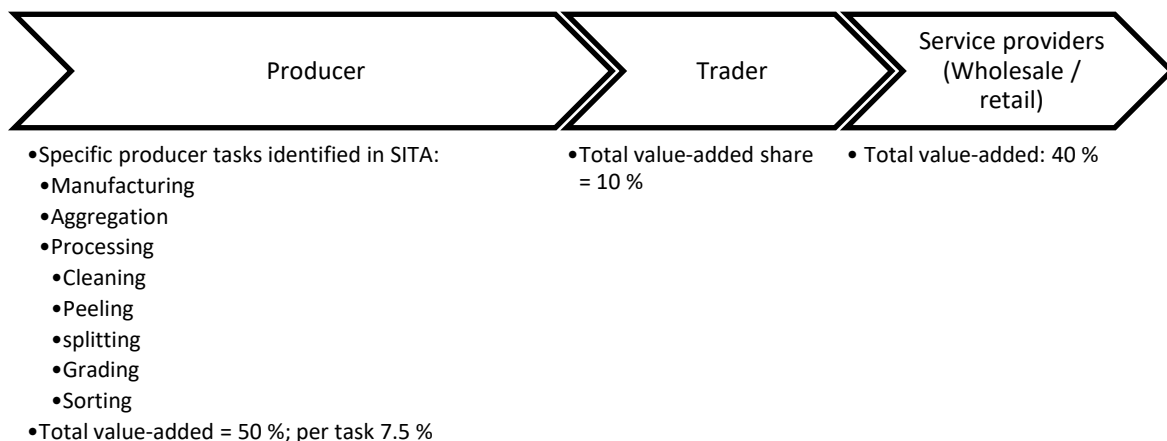 Producer
Trader
Service providers
(Wholesale /
retail)
•Specific producer tasks identified in SITA:
•Manufacturing
•Aggregation
•Processing
•Cleaning
•Peeling
•splitting
•Grading
•Sorting
•Total value-added = 50 %; per task 7.5 %
•Total value-added share
= 10 %
• Total value-added: 40 %